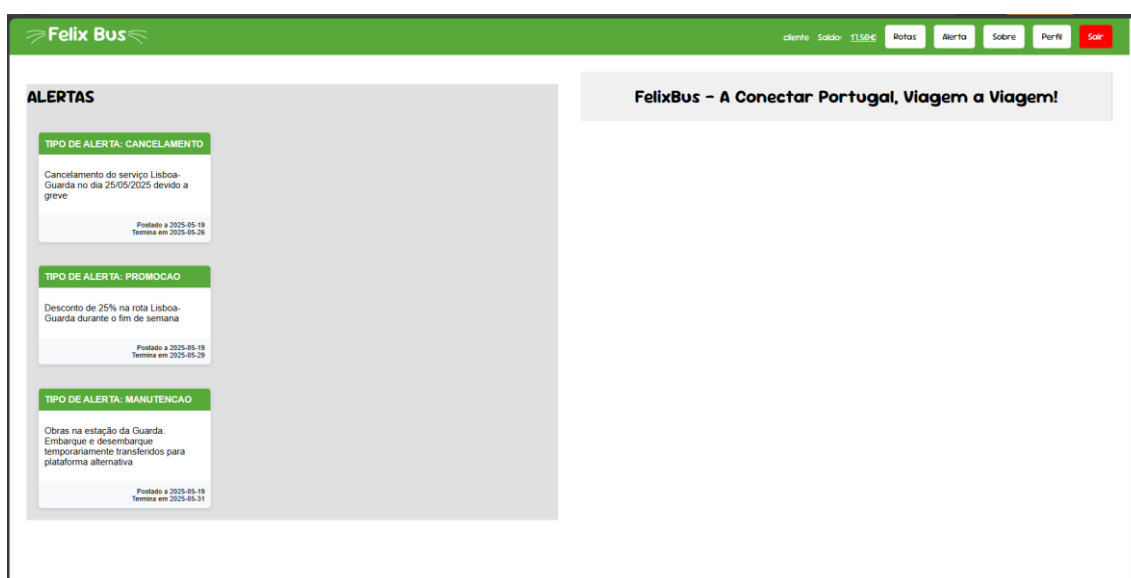 Felix Bus
cliente Saldo: 11.50€ Rotas Alerta Sobre Perfil Sair
ALERTAS
TIPO DE ALERTA: CANCELAMENTO
Cancelamento do serviço Lisboa-
Guarda no dia 25/05/2025 devido a
greve
Postado a 2025-05-19
Termina em 2025-05-26
TIPO DE ALERTA: PROMOCAO
Desconto de 25% na rota Lisboa-
Guarda durante o fim de semana
Postado a 2025-05-19
Termina em 2025-05-29
TIPO DE ALERTA: MANUTENCAO
Obras na estação da Guarda.
Embarque e desembarque
temporariamente transferidos para
plataforma alternativa
Postado a 2025-05-19
Termina em 2025-05-31
FelixBus - A Conectar Portugal, Viagem a Viagem!